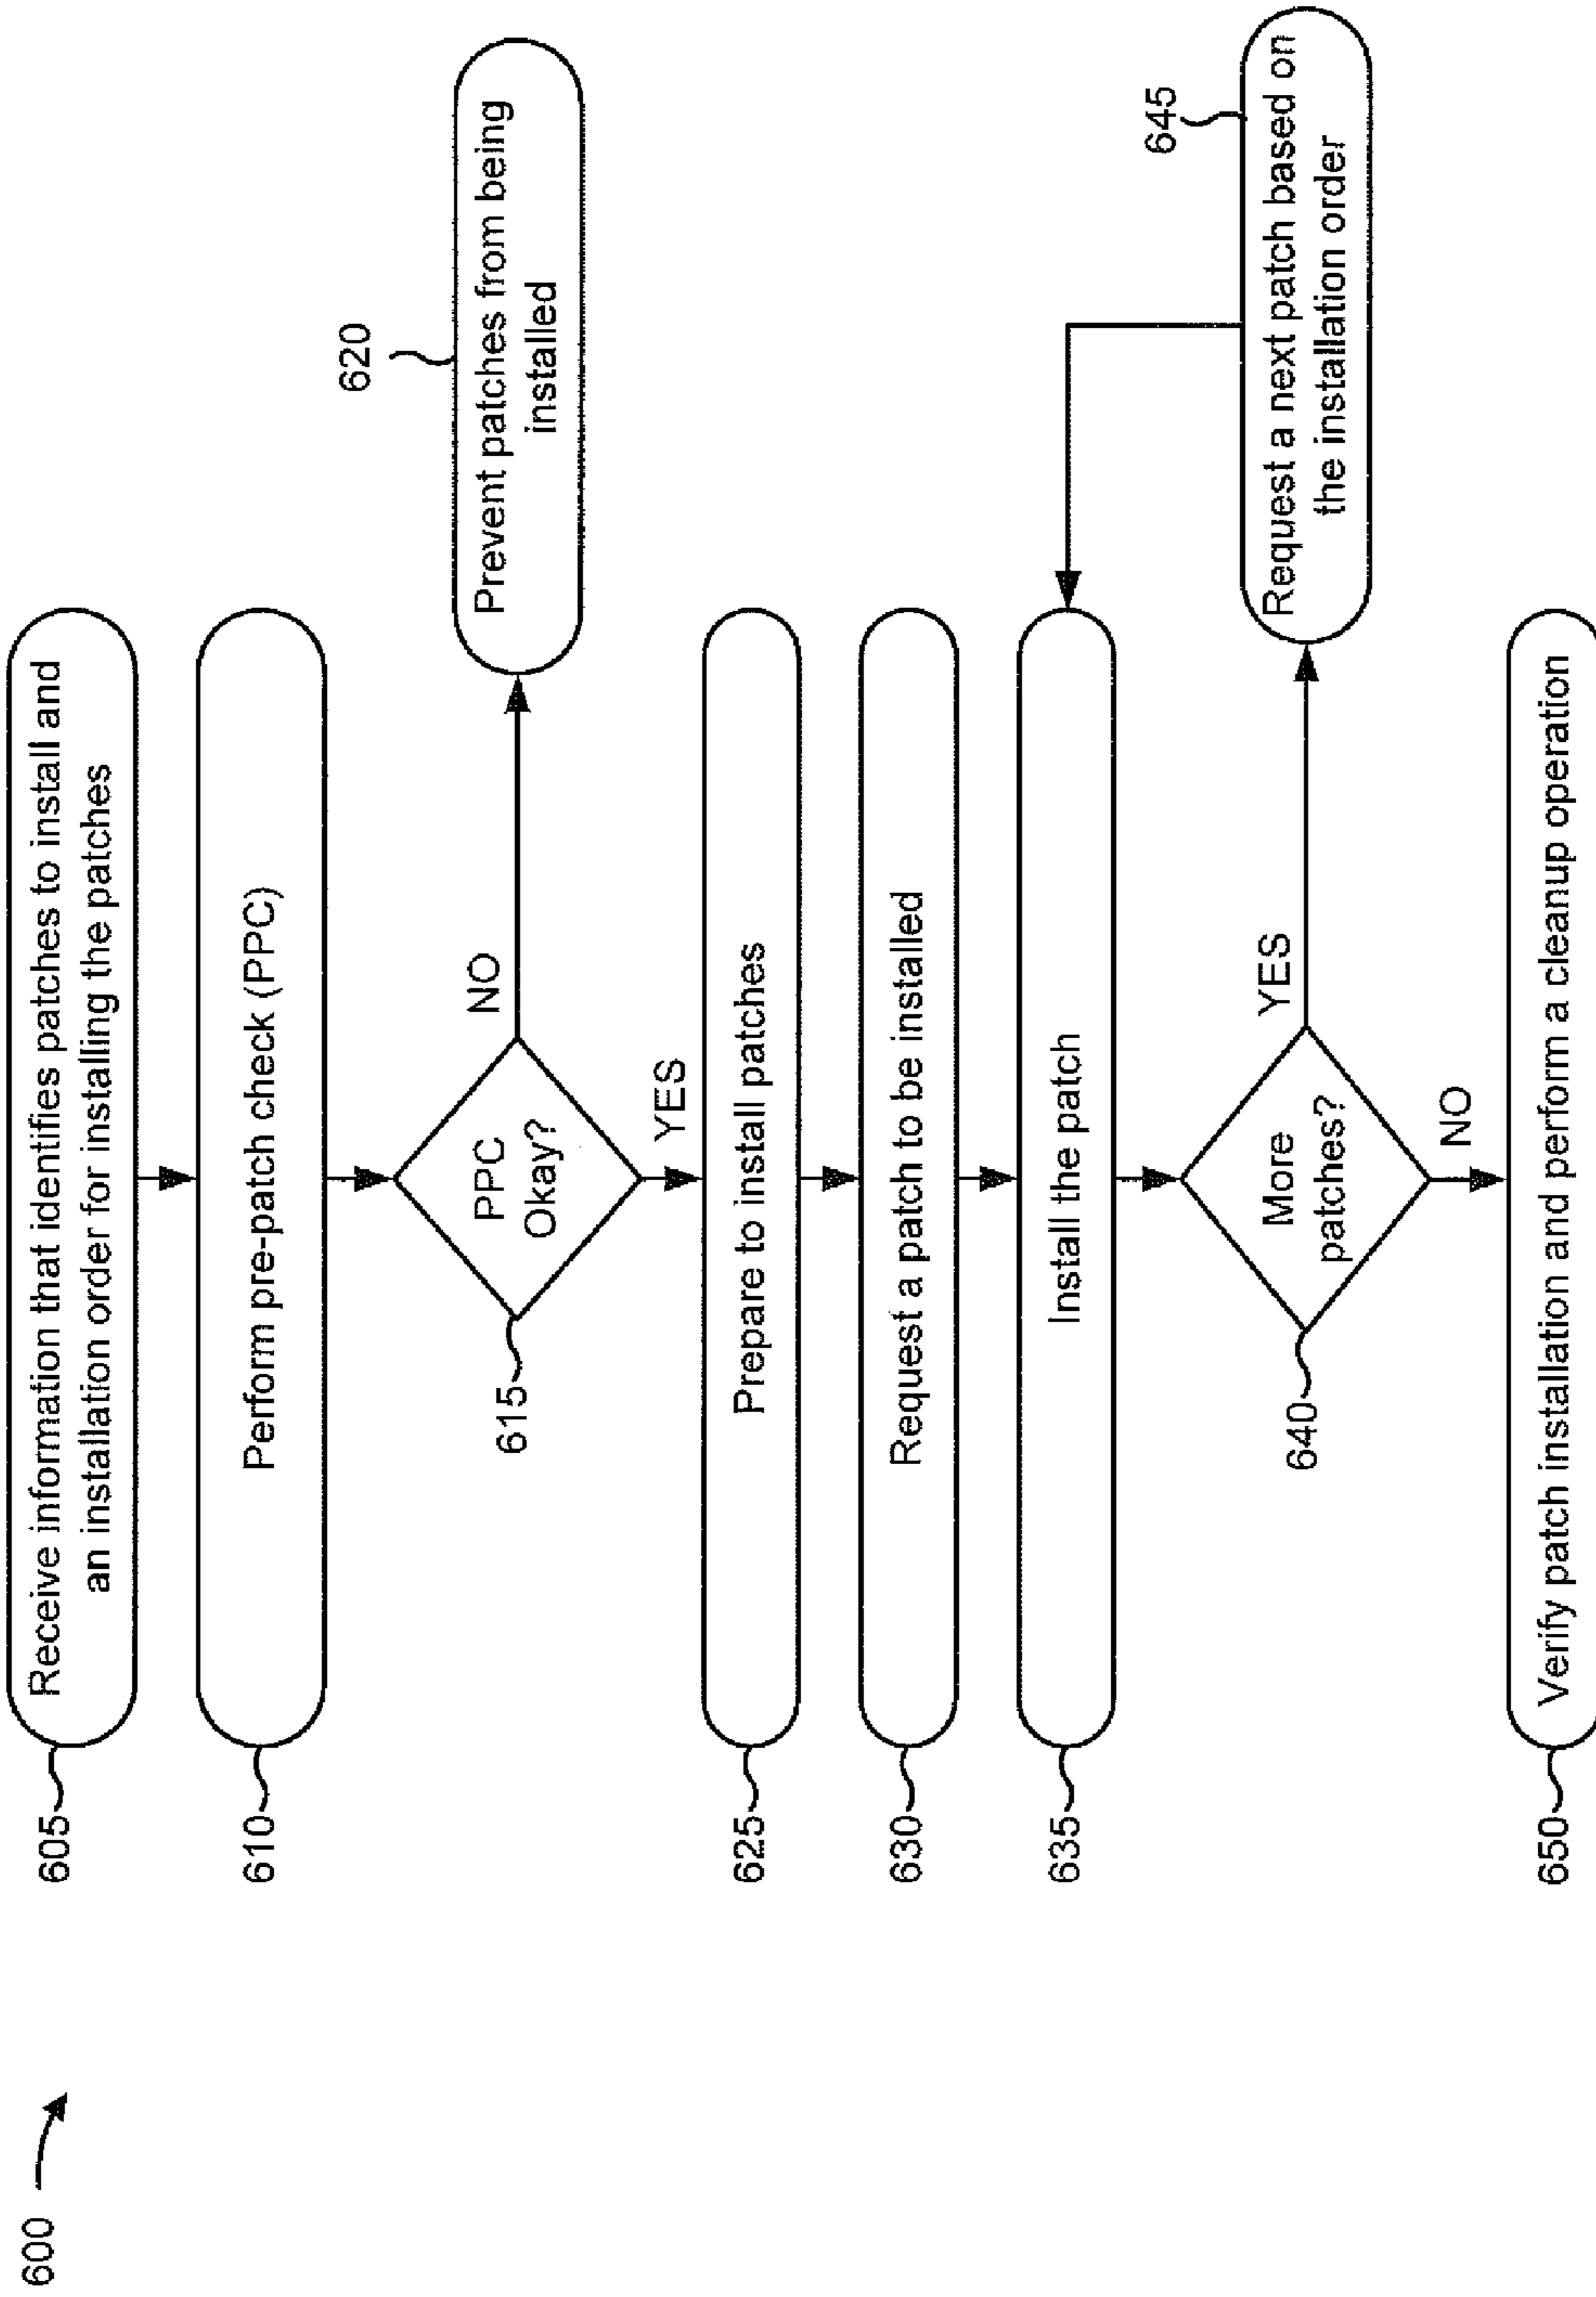 600
605
Receive information that identifies patches to install and
an installation order for installing the patches
610
Perform pre-patch check (PPC)
615
PPC
Okay?
NO
620
Prevent patches from being
installed
YES
625
Prepare to install patches
630
Request a patch to be installed
635
Install the patch
640
More
patches?
YES
645
Request a next patch based on
the installation order
NO
650
Verify patch installation and perform a cleanup operation